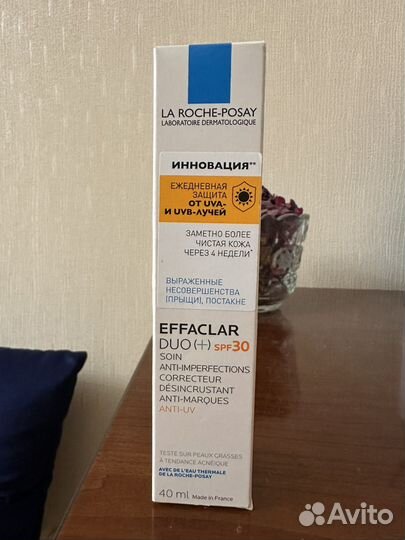 LA ROCHE-POSAY
LABORATOIRE DERMATOLOGIQUE
ИННОВАЦИЯ**
ЕЖЕДНЕВНАЯ
ЗАЩИТА
ОТ UVA-
И UVB-ЛУЧЕЙ
ЗАМЕТНО БОЛЕЕ
ЧИСТАЯ КОЖА
ЧЕРЕЗ 4 НЕДЕЛИ*
ВЫРАЖЕННЫЕ
НЕСОВЕРШЕНСТВА
(ПРЫЩИ), ПОСТАКНЕ
EFFACLAR
DUO(+) SPF30
SOIN
ANTI-IMPERFECTIONS
CORRECTEUR
DÉSINCRUSTANT
ANTI-MARQUES
ANTI-UV
TESTÉ SUR PEAUX GRASSES
À TENDANCE ACNÉIQUE
AVEC DE L'EAU THERMALE
DE LA ROCHE-POSAY
40 ml Made in France
Avito